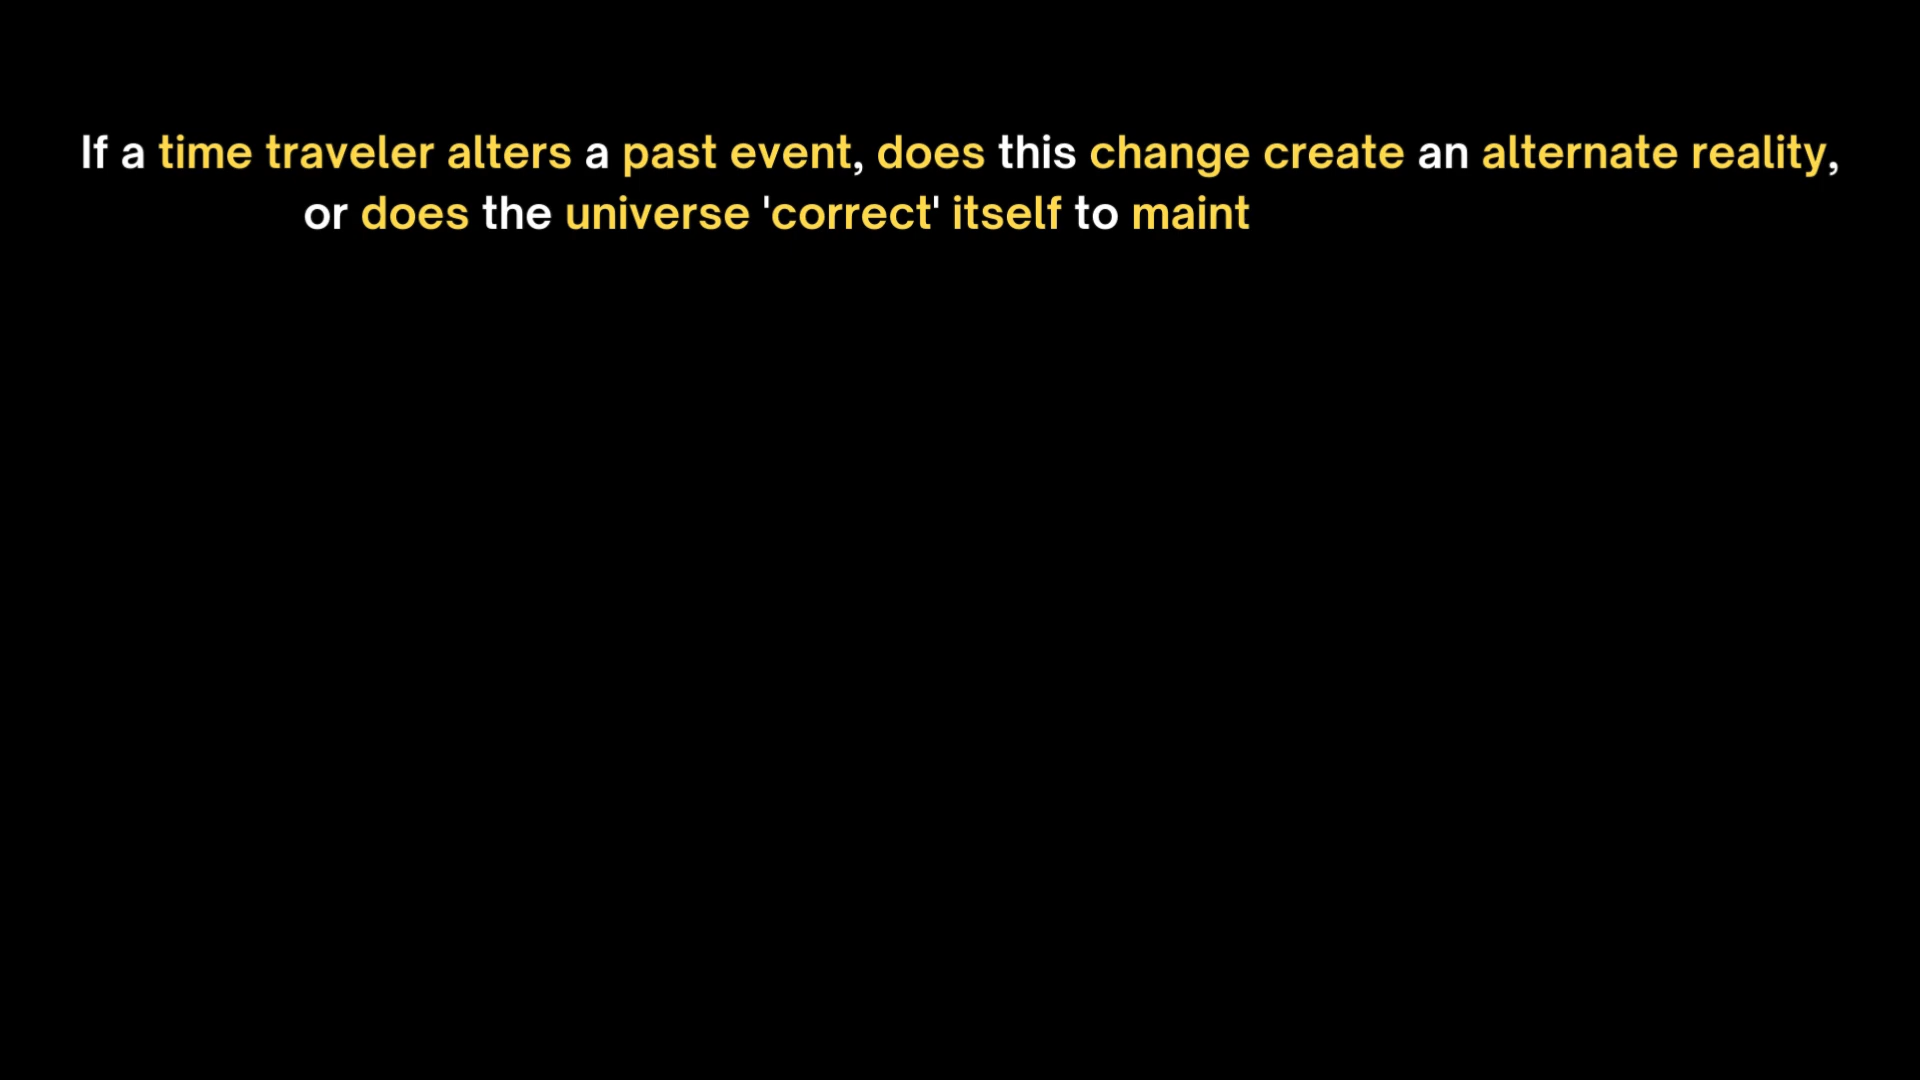 If a time traveler alters a past event, does this change create an alternate reality,
or does the universe 'correct' itself to maint